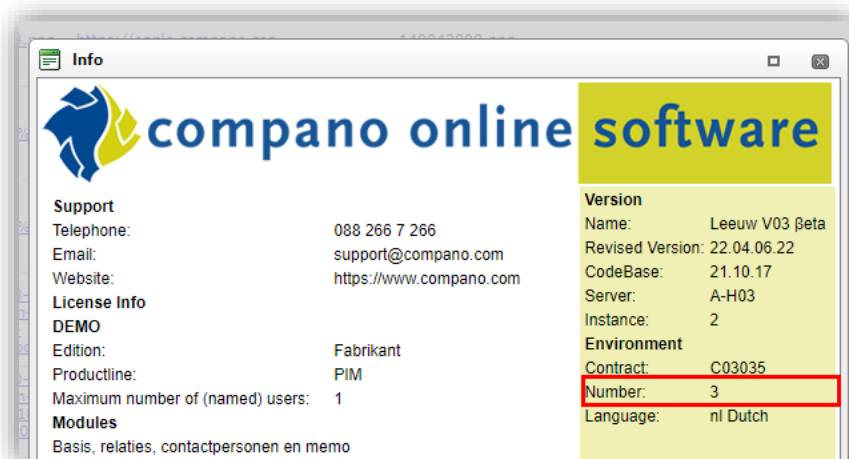 Info
compano online software
Support
Telephone: 088 266 7 266
Email: support@compano.com
Website: https://www.compano.com
License Info
DEMO
Edition: Fabrikant
Productline: PIM
Maximum number of (named) users: 1
Modules
Basis, relaties, contactpersonen en memo
Version
Name: Leeuw V03 βeta
Revised Version: 22.04.06.22
CodeBase: 21.10.17
Server: A-H03
Instance: 2
Environment
Contract: C03035
Number: 3
Language: nl Dutch